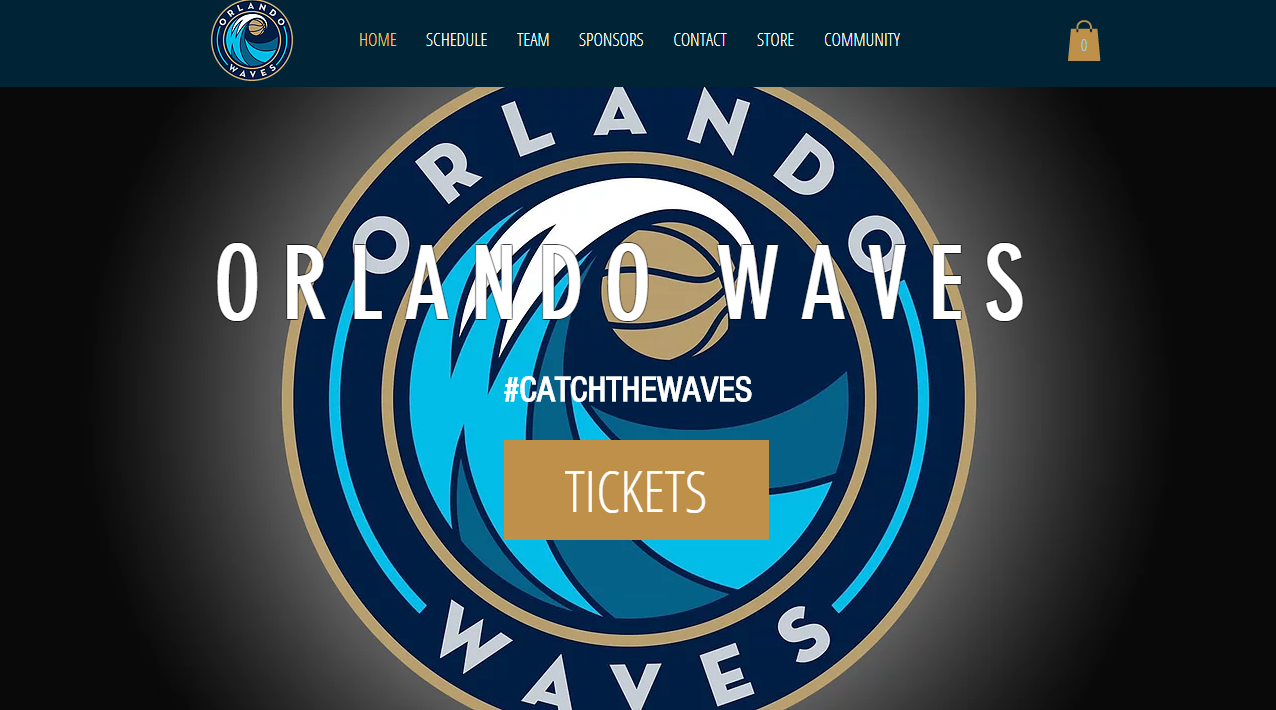 ORLANDO
WAVES
HOME
SCHEDULE
TEAM
SPONSORS
CONTACT
STORE
COMMUNITY
0
ORLANDO
ORLANDO WAVES
#CATCHTHEWAVES
TICKETS
WAVES